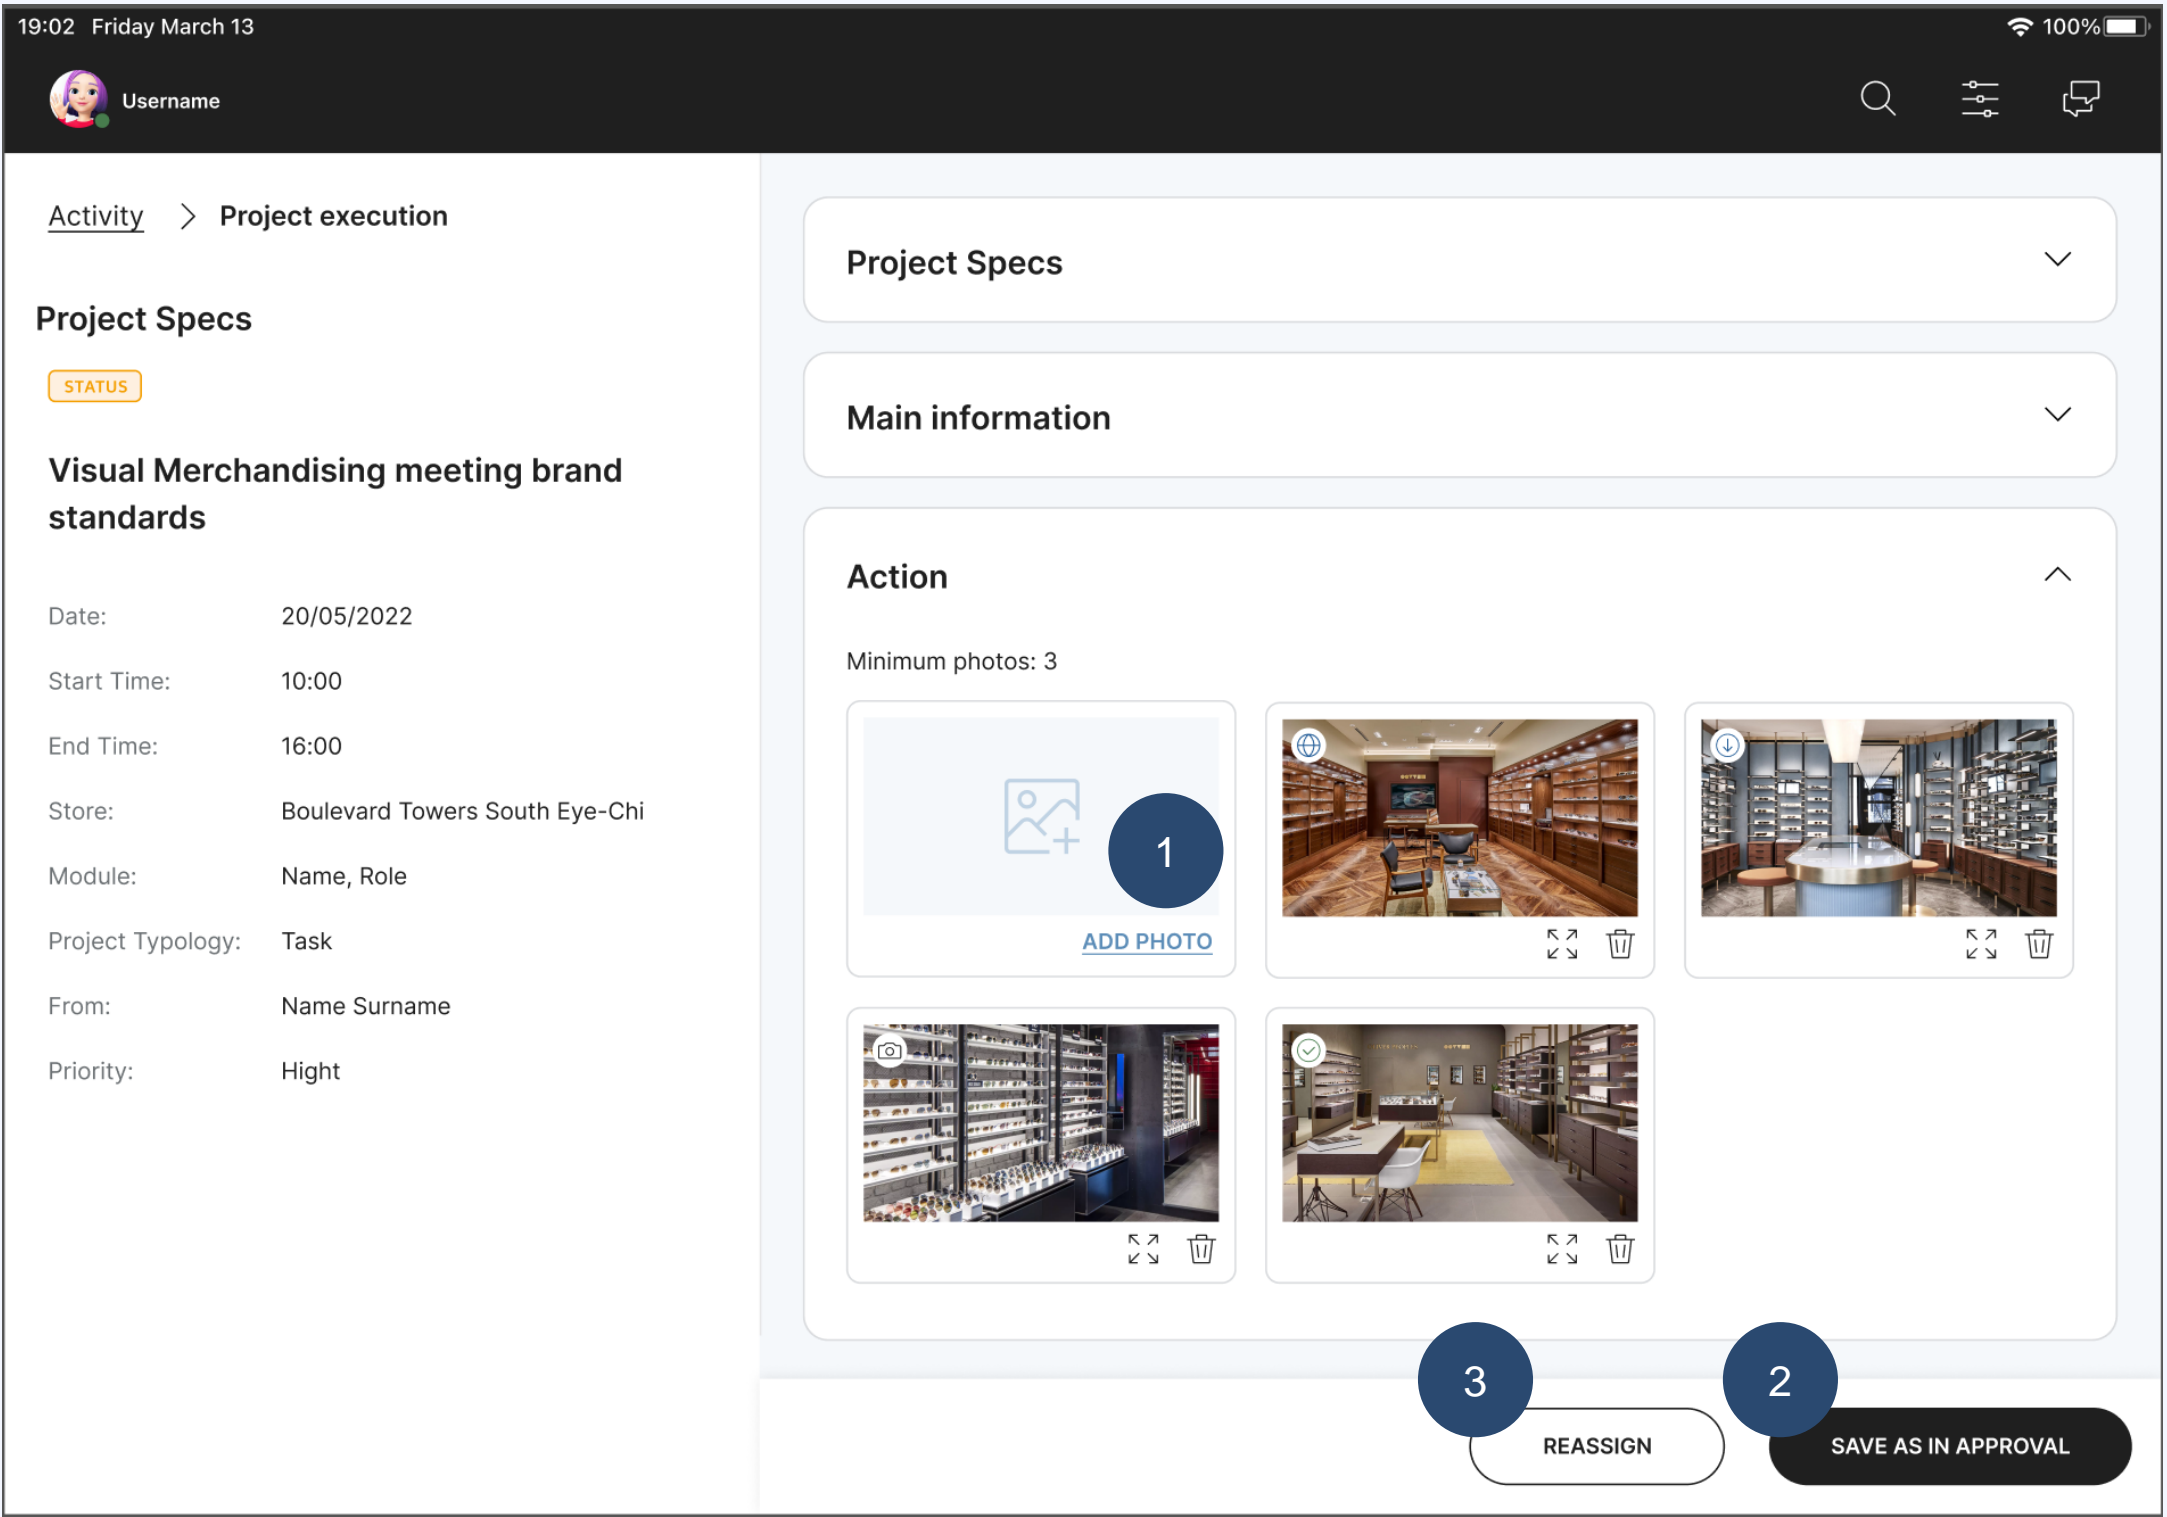 19:02 Friday March 13
100%
Username
Activity > Project execution
Project Specs
STATUS
Visual Merchandising meeting brand
standards
Date: 20/05/2022
Start Time: 10:00
End Time: 16:00
Store: Boulevard Towers South Eye-Chi
Module: Name, Role
Project Typology: Task
From: Name Surname
Priority: Hight
Project Specs
Main information
Action
Minimum photos: 3
1
ADD PHOTO
3
2
REASSIGN
SAVE AS IN APPROVAL